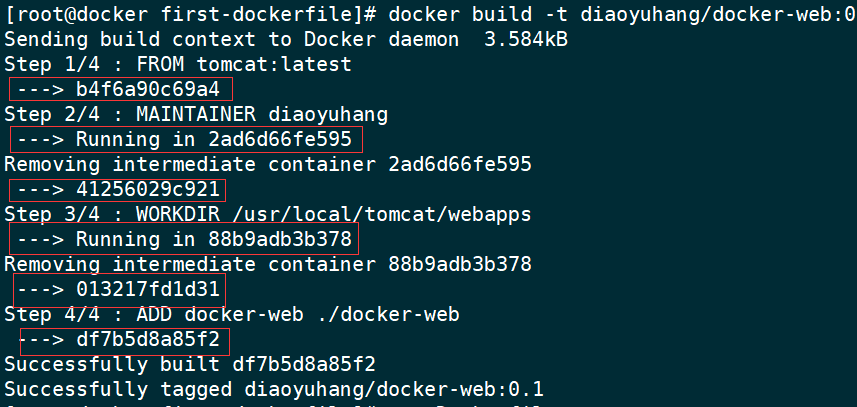 [root@docker first-dockerfile]# docker build -t diaoyuhang/docker-web:0
Sending build context to Docker daemon  3.584kB
Step 1/4 : FROM tomcat:latest
 ---> b4f6a90c69a4
Step 2/4 : MAINTAINER diaoyuhang
 ---> Running in 2ad6d66fe595
Removing intermediate container 2ad6d66fe595
 ---> 41256029c921
Step 3/4 : WORKDIR /usr/local/tomcat/webapps
 ---> Running in 88b9adb3b378
Removing intermediate container 88b9adb3b378
 ---> 013217fd1d31
Step 4/4 : ADD docker-web ./docker-web
 ---> df7b5d8a85f2
Successfully built df7b5d8a85f2
Successfully tagged diaoyuhang/docker-web:0.1